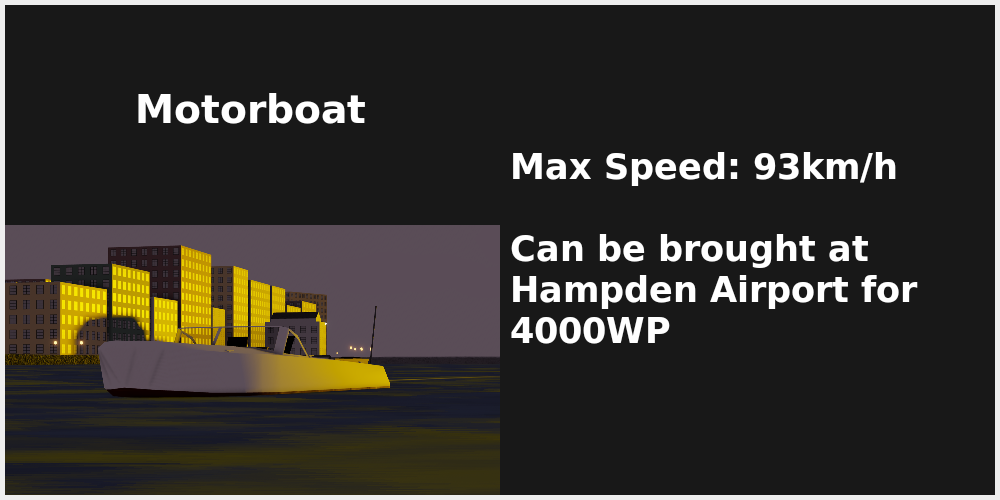 Motorboat
Max Speed: 93km/h
Can be brought at
Hampden Airport for
4000WP